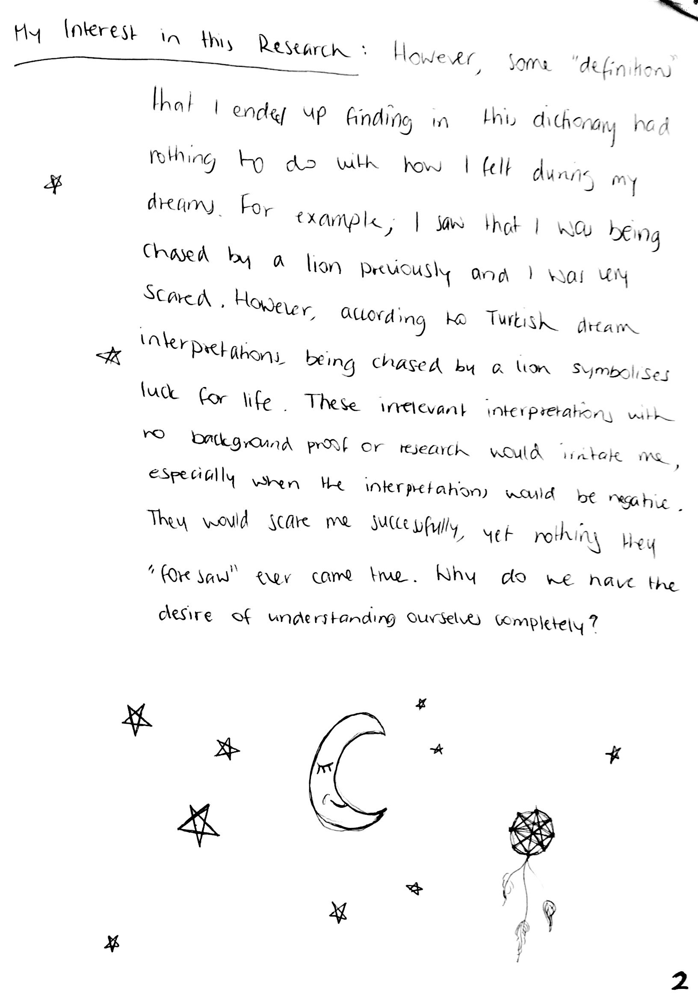 My Interest in this Research: However, some "definitions"
that I ended up finding in this dictionary had
nothing to do with how I felt during my
dreams. For example; I saw that I was being
chased by a lion previously and I was very
scared. However, according to Turkish dream
interpretations, being chased by a lion symbolises
luck for life. These irrelevant interpretations with
no background proof or research would irritate me,
especially when the interpretations would be negative.
They would scare me successfully, yet nothing they
"foresaw" ever came true. Why do we have the
desire of understanding ourselves completely?
2